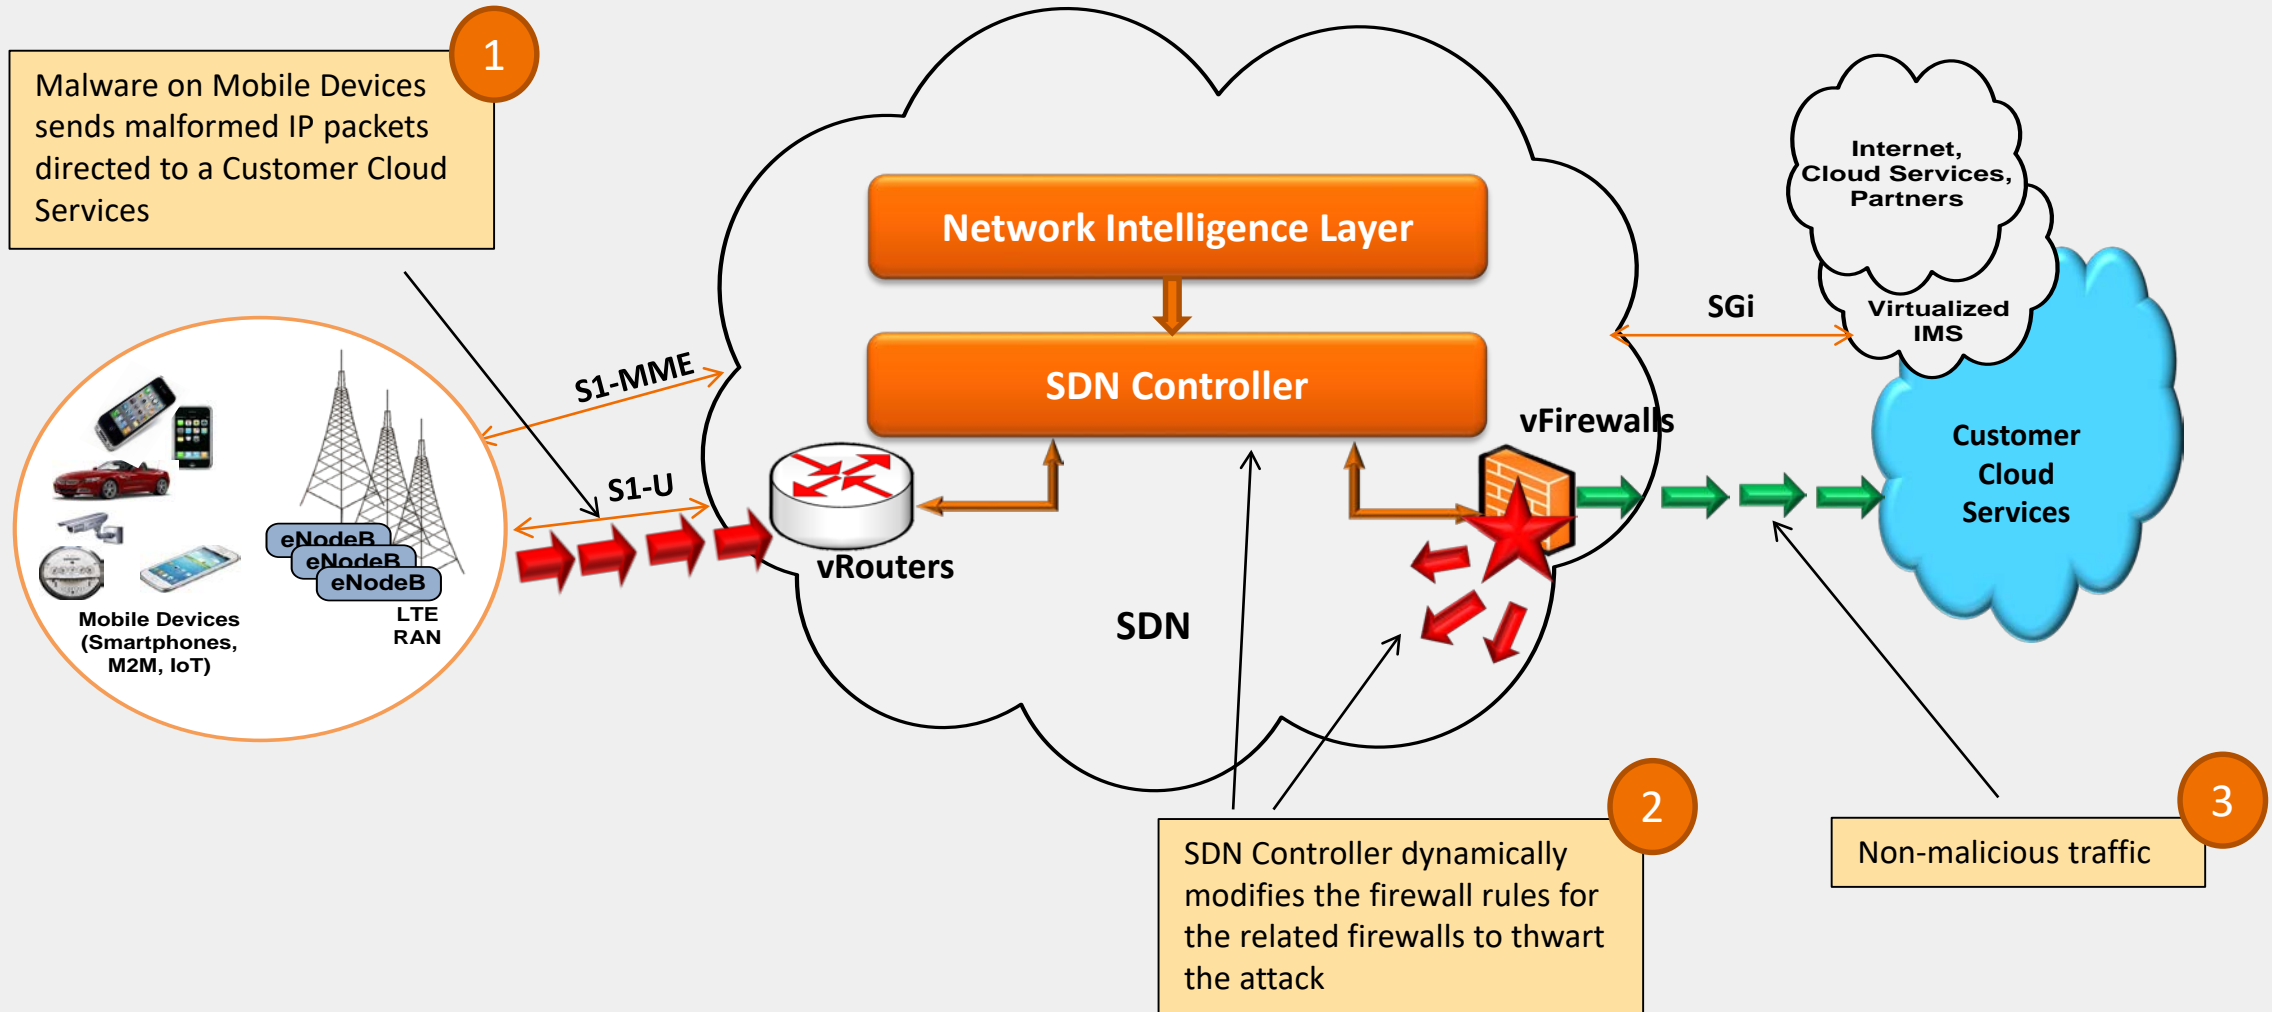 1
Malware on Mobile Devices
sends malformed IP packets
directed to a Customer Cloud
Services
Network Intelligence Layer
SDN Controller
Internet,
Cloud Services,
Partners
Virtualized
IMS
SGi
S1-MME
S1-U
vFirewalls
Customer
Cloud
Services
eNodeB
eNodeB
eNodeB
LTE
RAN
Mobile Devices
(Smartphones,
M2M, IoT)
vRouters
SDN
2
SDN Controller dynamically
modifies the firewall rules for
the related firewalls to thwart
the attack
3
Non-malicious traffic